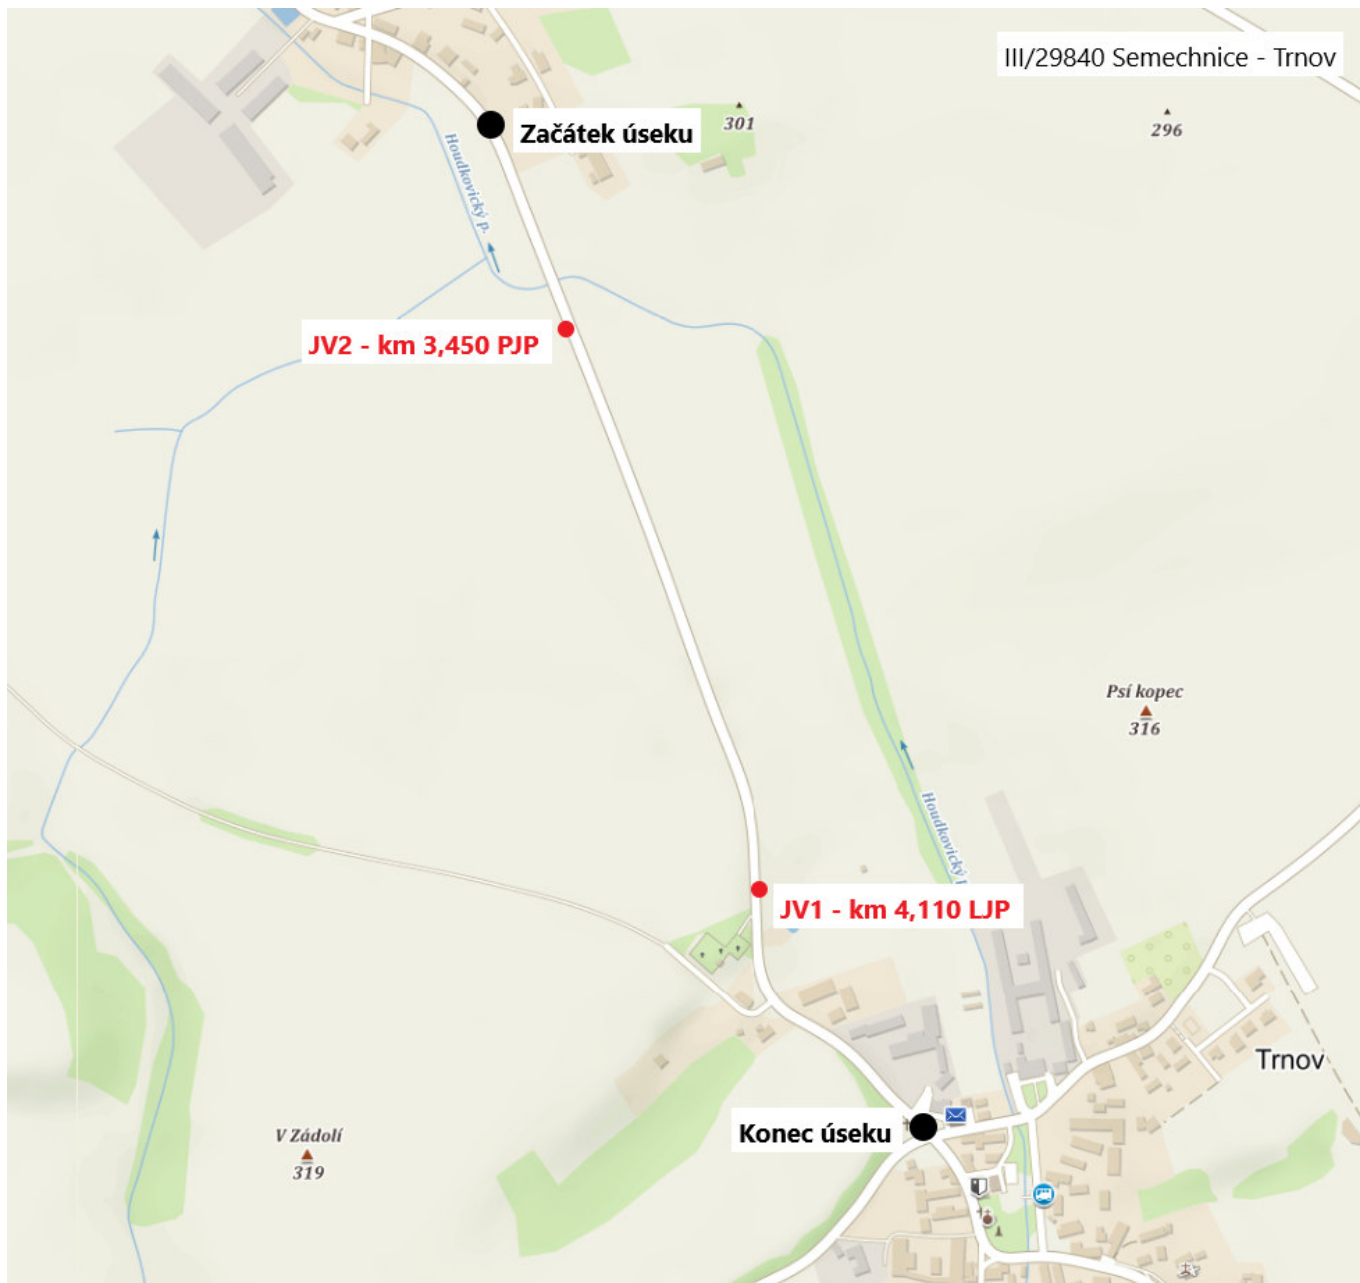 III/29840 Semechnice - Trnov
Začátek úseku
301
296
Houdkovický p.
JV2 - km 3,450 PJP
Psí kopec
316
Houdkovický
JV1 - km 4,110 LJP
Trnov
Konec úseku
V Zádolí
319